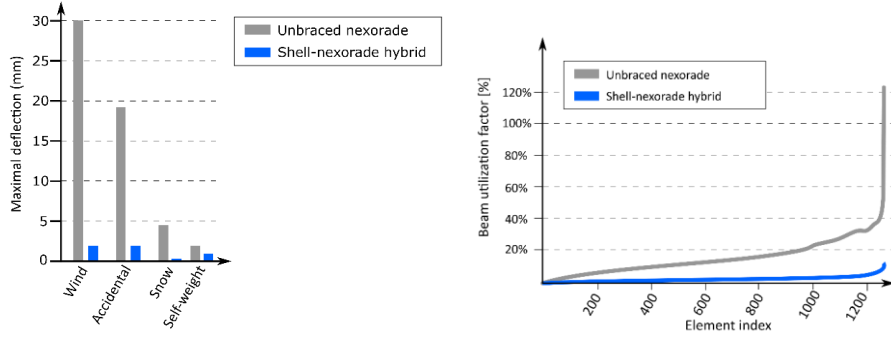 Maximal deflection (mm)
30
25
20
15
10
5
0
Wind
Accidental
Snow
Self-weight
Unbraced nexorade
Shell-nexorade hybrid
Beam utilization factor [%]
120%
100%
80%
60%
40%
20%
200
400
600
800
1000
1200
Element index
Unbraced nexorade
Shell-nexorade hybrid